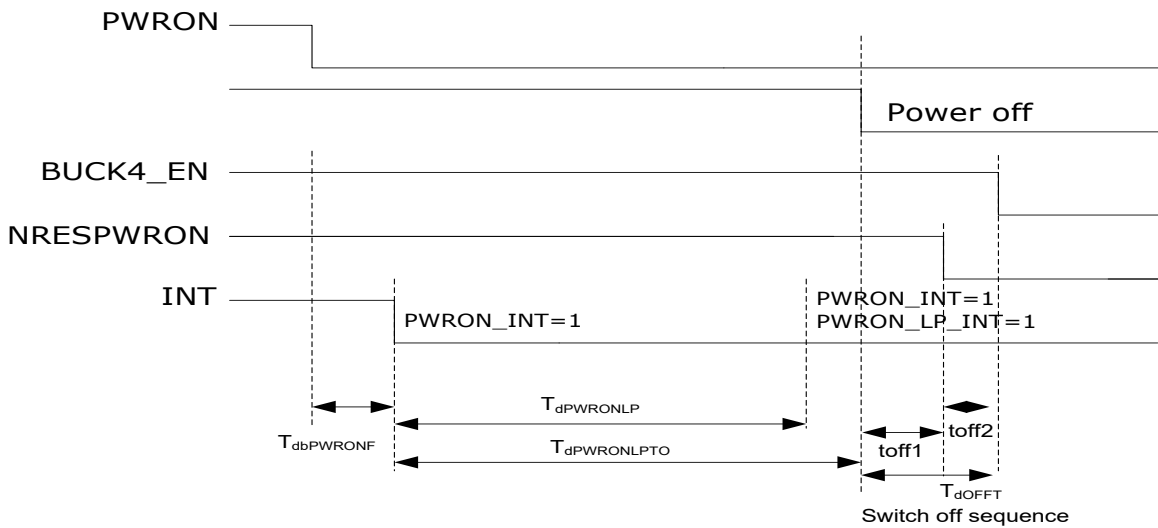 PWRON
Power off
BUCK4_EN
NRESPWRON
INT
PWRON_INT=1
PWRON_INT=1
PWRON_LP_INT=1
TdbPWRONF
TdPWRONLP
TdPWRONLPTO
toff1
toff2
TdOFFT
Switch off sequence